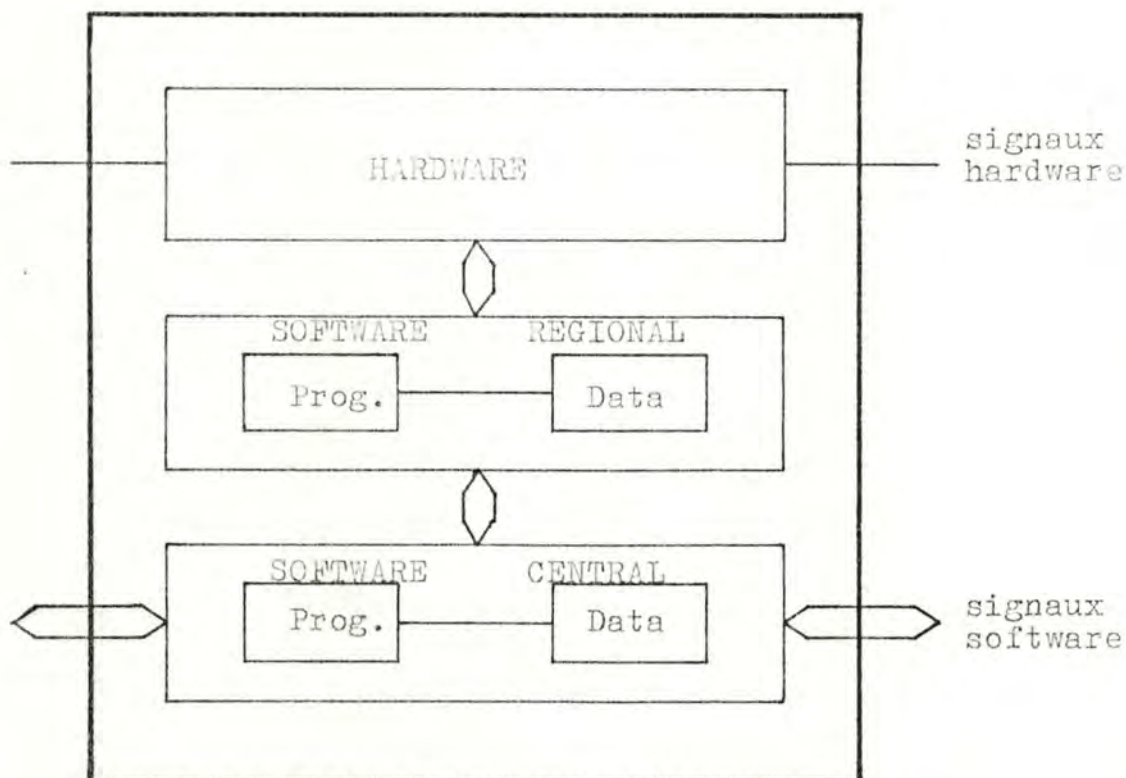 HARDWARE
signaux
hardware
SOFTWARE REGIONAL
Prog. Data
SOFTWARE CENTRAL
Prog. Data
signaux
software